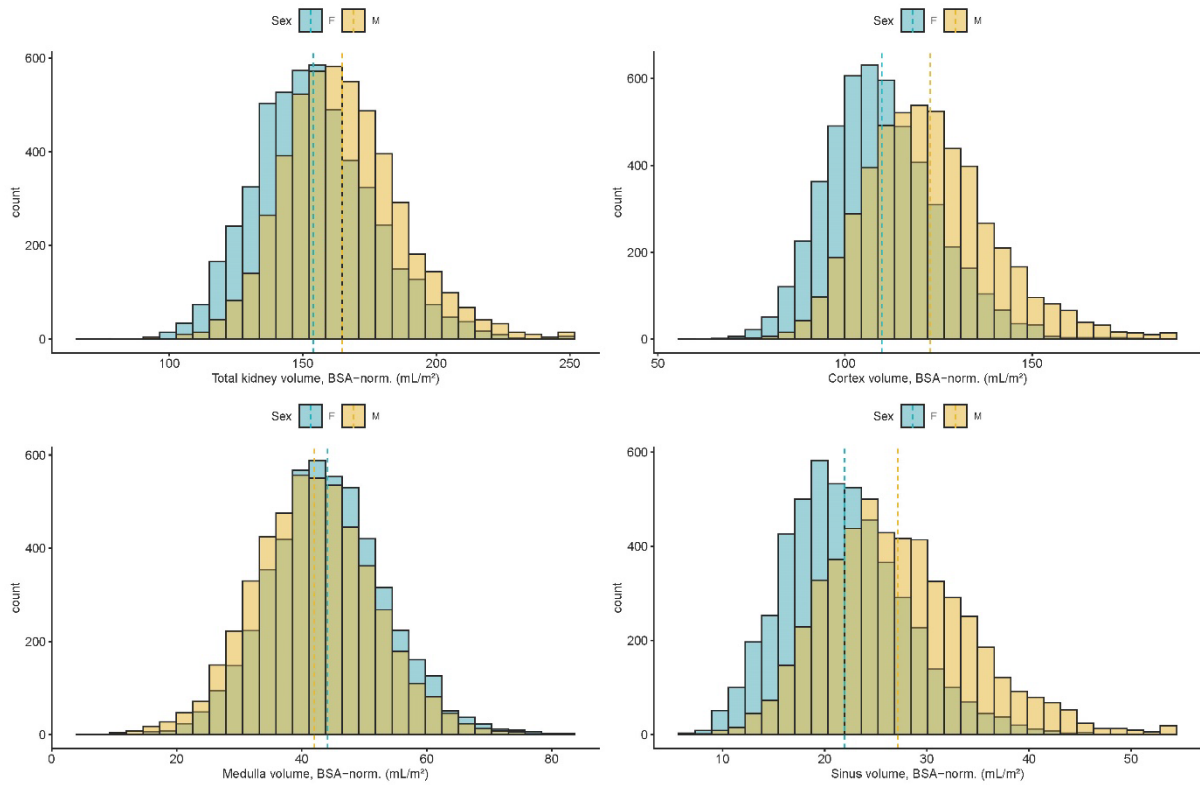 Sex F M
600
400
200
0
count
100 150 200 250
Total kidney volume, BSA−norm. (mL/m²)
Sex F M
600
400
200
0
count
50 100 150
Cortex volume, BSA−norm. (mL/m²)
Sex F M
600
400
200
0
count
0 20 40 60 80
Medulla volume, BSA−norm. (mL/m²)
Sex F M
600
400
200
0
count
10 20 30 40 50
Sinus volume, BSA−norm. (mL/m²)